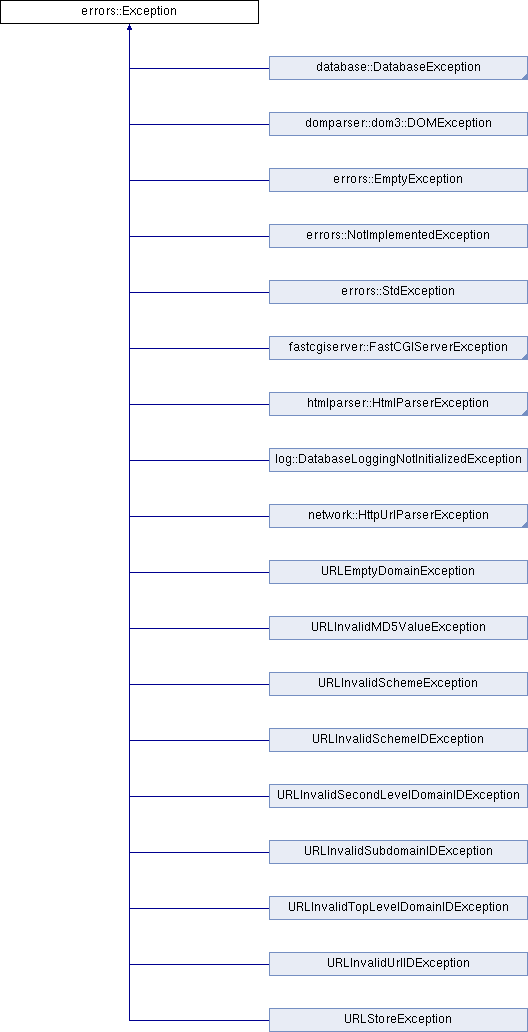 errors::Exception
database::DatabaseException
domparser::dom3::DOMException
errors::EmptyException
errors::NotImplementedException
errors::StdException
fastcgiserver::FastCGIServerException
htmlparser::HtmlParserException
log::DatabaseLoggingNotInitializedException
network::HttpUrlParserException
URLEmptyDomainException
URLInvalidMD5ValueException
URLInvalidSchemeException
URLInvalidSchemeIDException
URLInvalidSecondLevelDomainIDException
URLInvalidSubdomainIDException
URLInvalidTopLevelDomainIDException
URLInvalidUrlIDException
URLStoreException